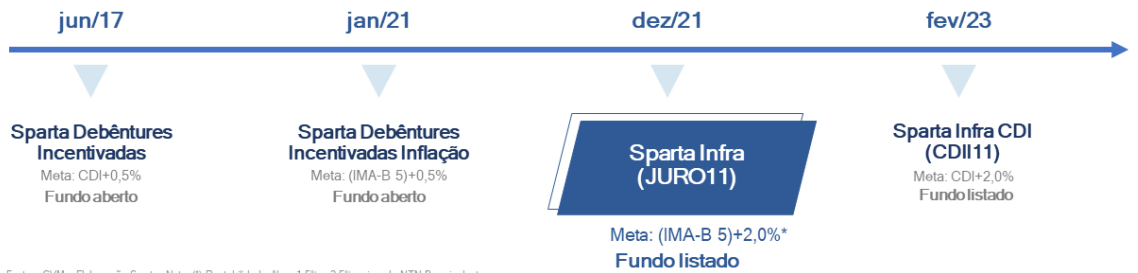 jun/17
jan/21
dez/21
fev/23
Sparta Debêntures
Incentivadas
Meta: CDI+0,5%
Fundo aberto
Sparta Debêntures
Incentivadas Inflação
Meta: (IMA-B 5)+0,5%
Fundo aberto
Sparta Infra
(JURO11)
Meta: (IMA-B 5)+2,0%*
Fundo listado
Sparta Infra CDI
(CDII11)
Meta: CDI+2,0%
Fundo listado